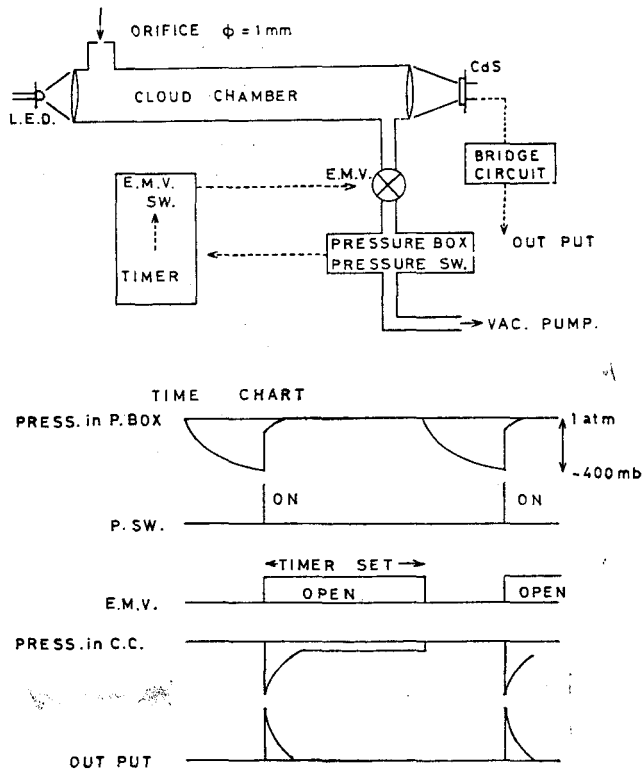 ORIFICE φ = 1 mm
CdS
CLOUD CHAMBER
L.E.D.
E.M.V.
SW.
E.M.V.
BRIDGE
CIRCUIT
PRESSURE BOX
PRESSURE SW.
OUT PUT
TIMER
VAC. PUMP.
TIME CHART
PRESS. in P. BOX
1 atm
~400 mb
ON
ON
P. SW.
TIMER SET
OPEN
OPEN
E.M.V.
PRESS. in C.C.
OUT PUT